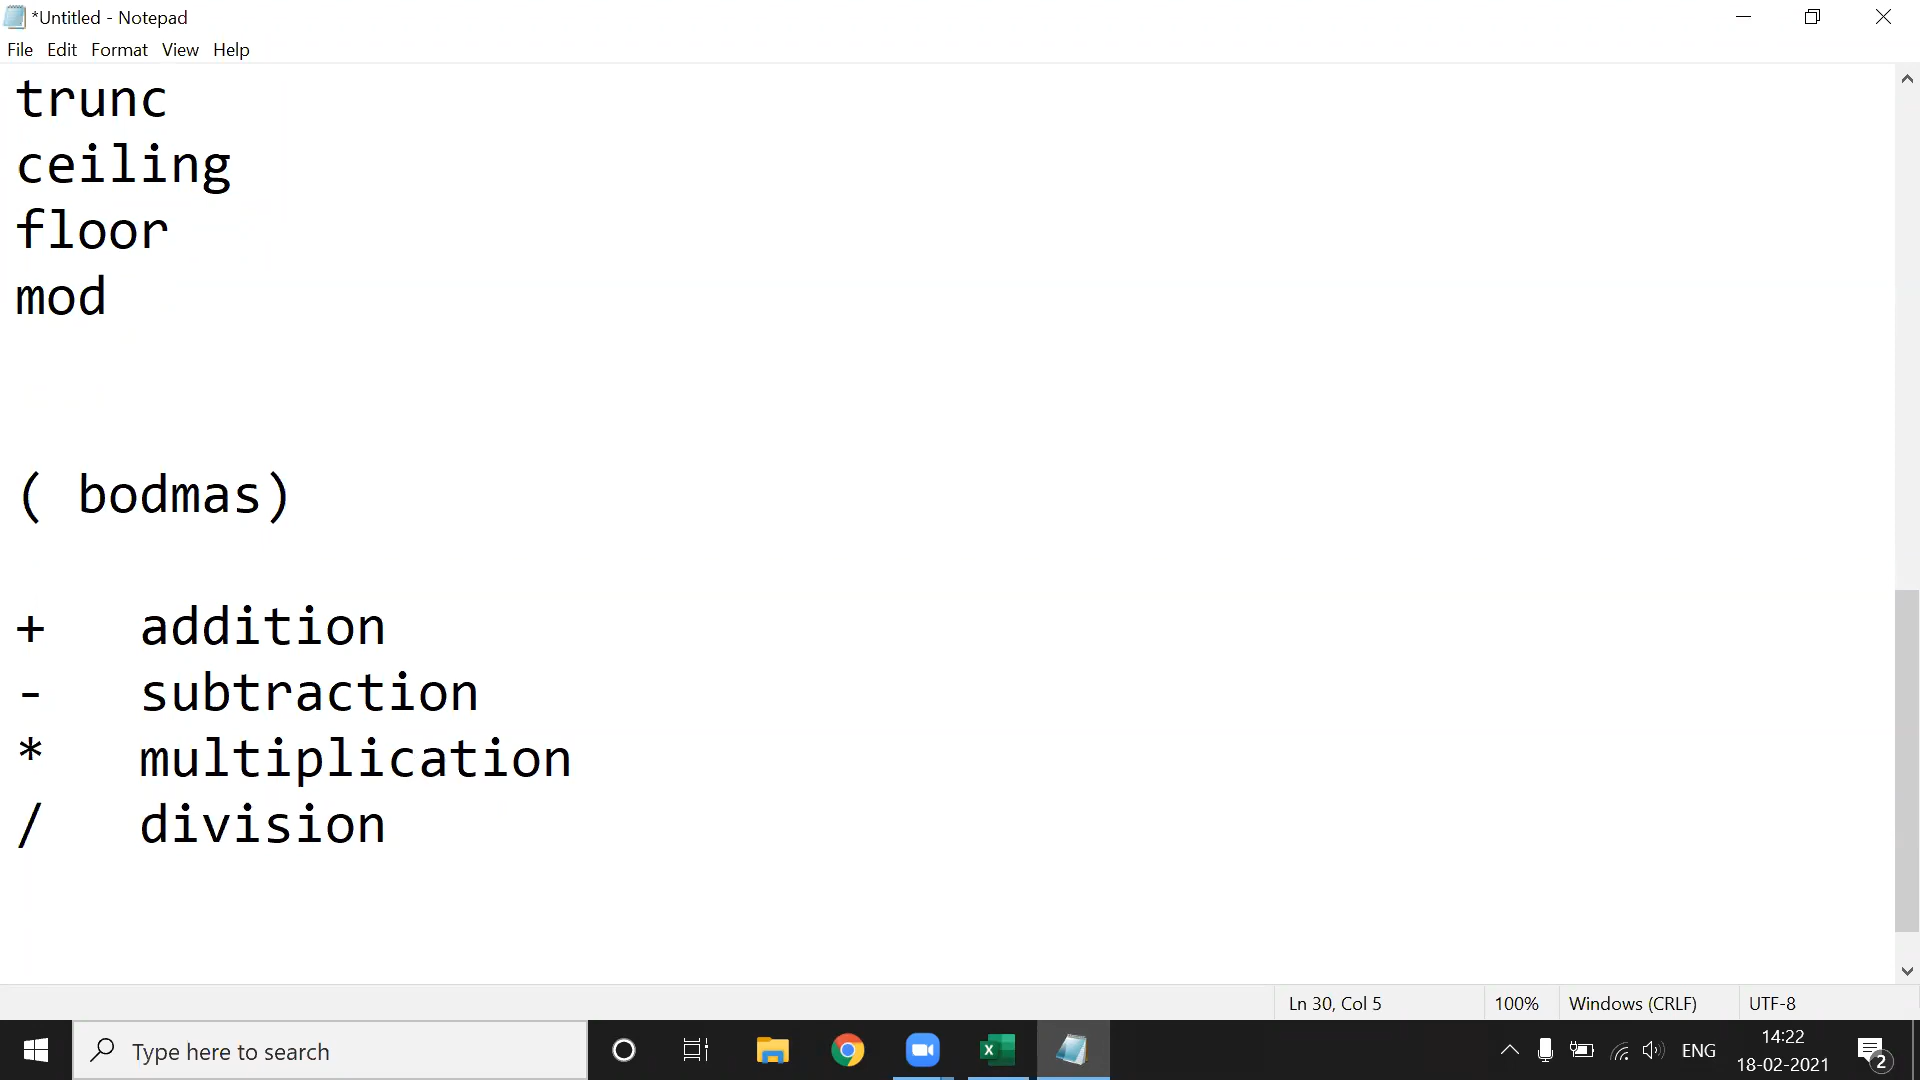 *Untitled - Notepad
File Edit Format View Help
trunc
ceiling
floor
mod
( bodmas)
+ addition
- subtraction
* multiplication
/ division
Ln 30, Col 5 100% Windows (CRLF) UTF-8
Type here to search
ENG
14:22
18-02-2021
2